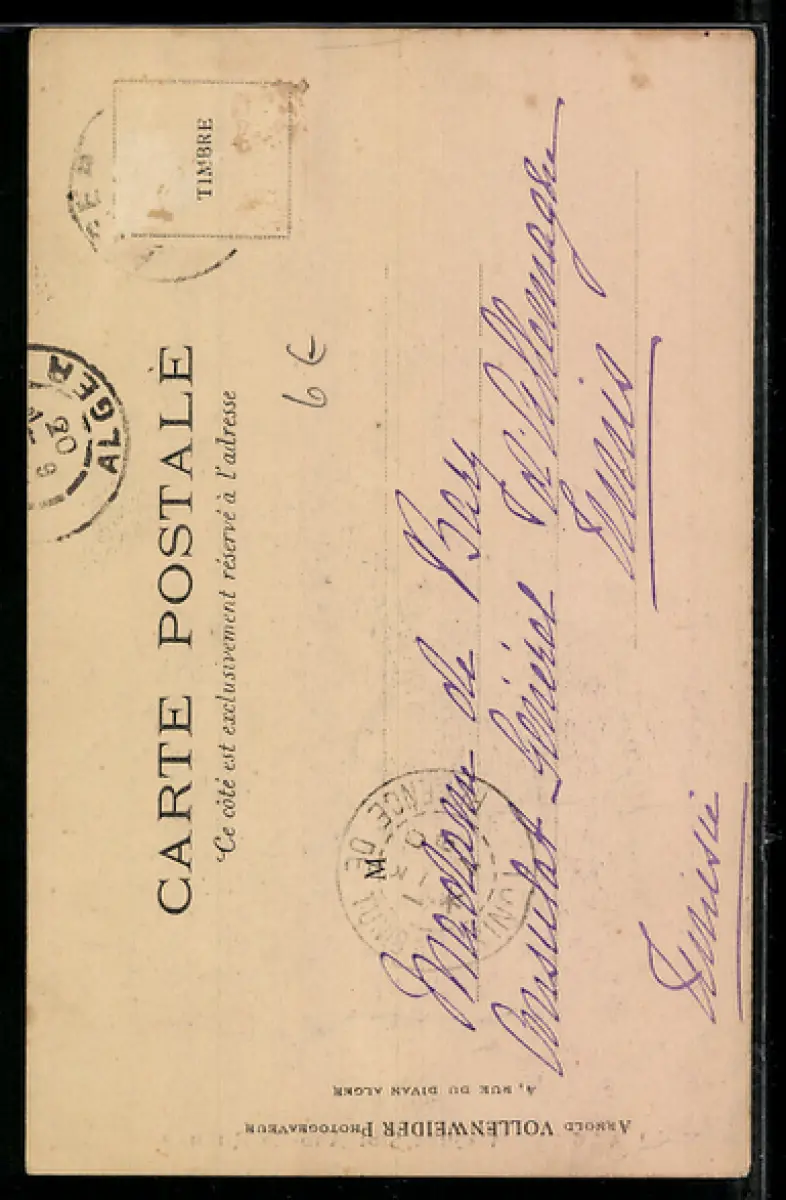 TIMBRE
ALGER
20
CARTE POSTALE
Ce côté est exclusivement réservé à l'adresse
6 €
M
Madame de Bary
Consulat Général d'Allemagne
Tunis
Tunisie
4, RUE DU DIVAN ALGER
ARNOLD VOLLENWEIDER PHOTOGRAVEUR